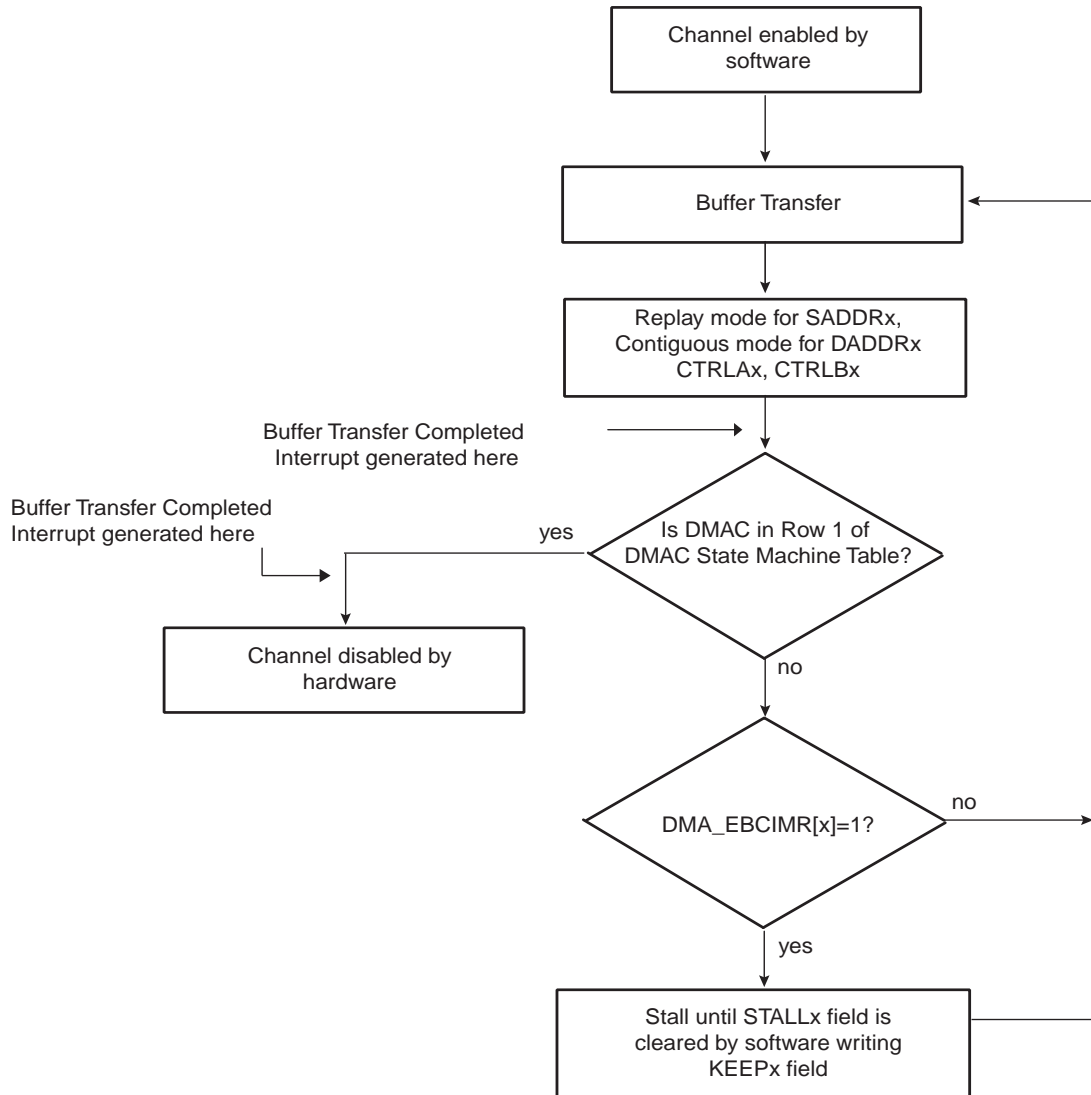 Channel enabled by
software
Buffer Transfer
Replay mode for SADDRx,
Contiguous mode for DADDRx
CTRLAx, CTRLBx
Buffer Transfer Completed
Interrupt generated here
Buffer Transfer Completed
Interrupt generated here
yes
Is DMAC in Row 1 of
DMAC State Machine Table?
Channel disabled by
hardware
no
DMA_EBCIMR[x]=1?
no
yes
Stall until STALLx field is
cleared by software writing
KEEPx field